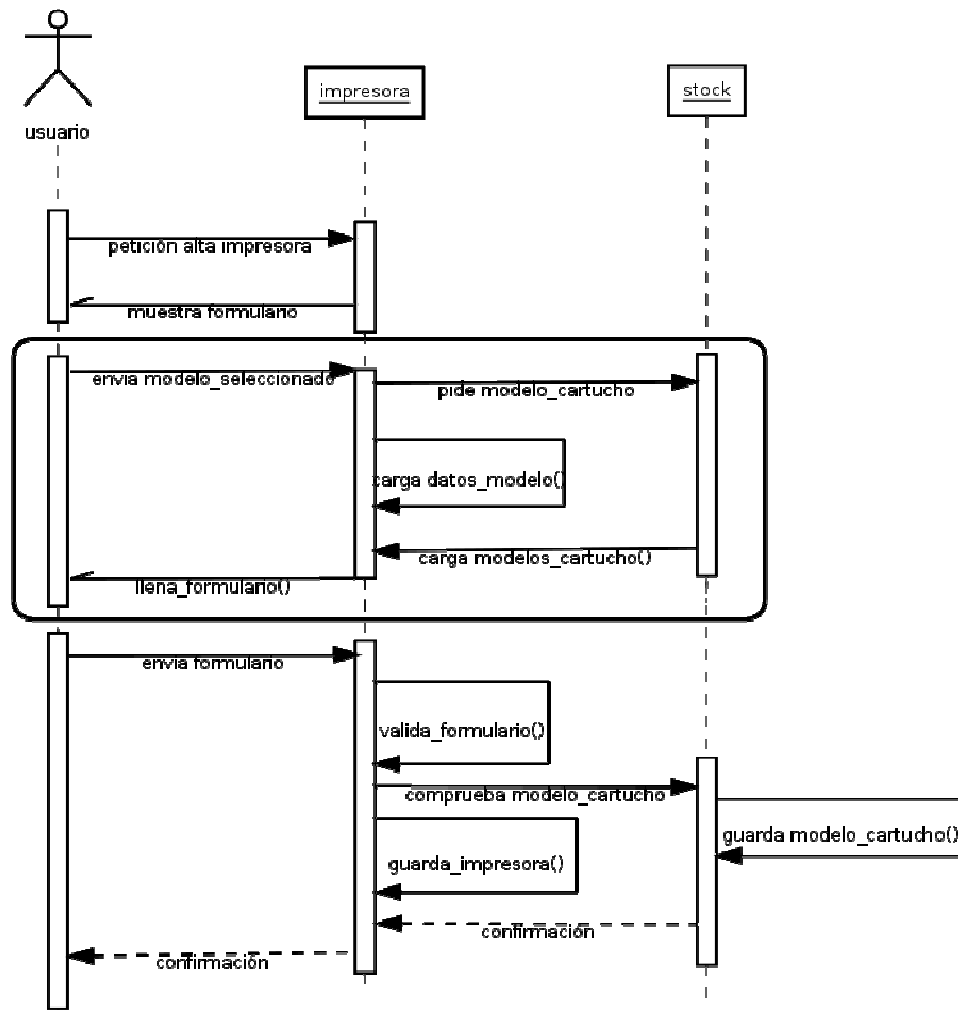 impresora
stock
usuario
petición alta impresora
muestra formulario
envia modelo_seleccionado
pide modelo_cartucho
carga datos_modelo()
carga modelos_cartucho()
llena_formulario()
envia formulario
valida_formulario()
comprueba modelo_cartucho
guarda modelo_cartucho()
guarda_impresora()
confirmación
confirmación